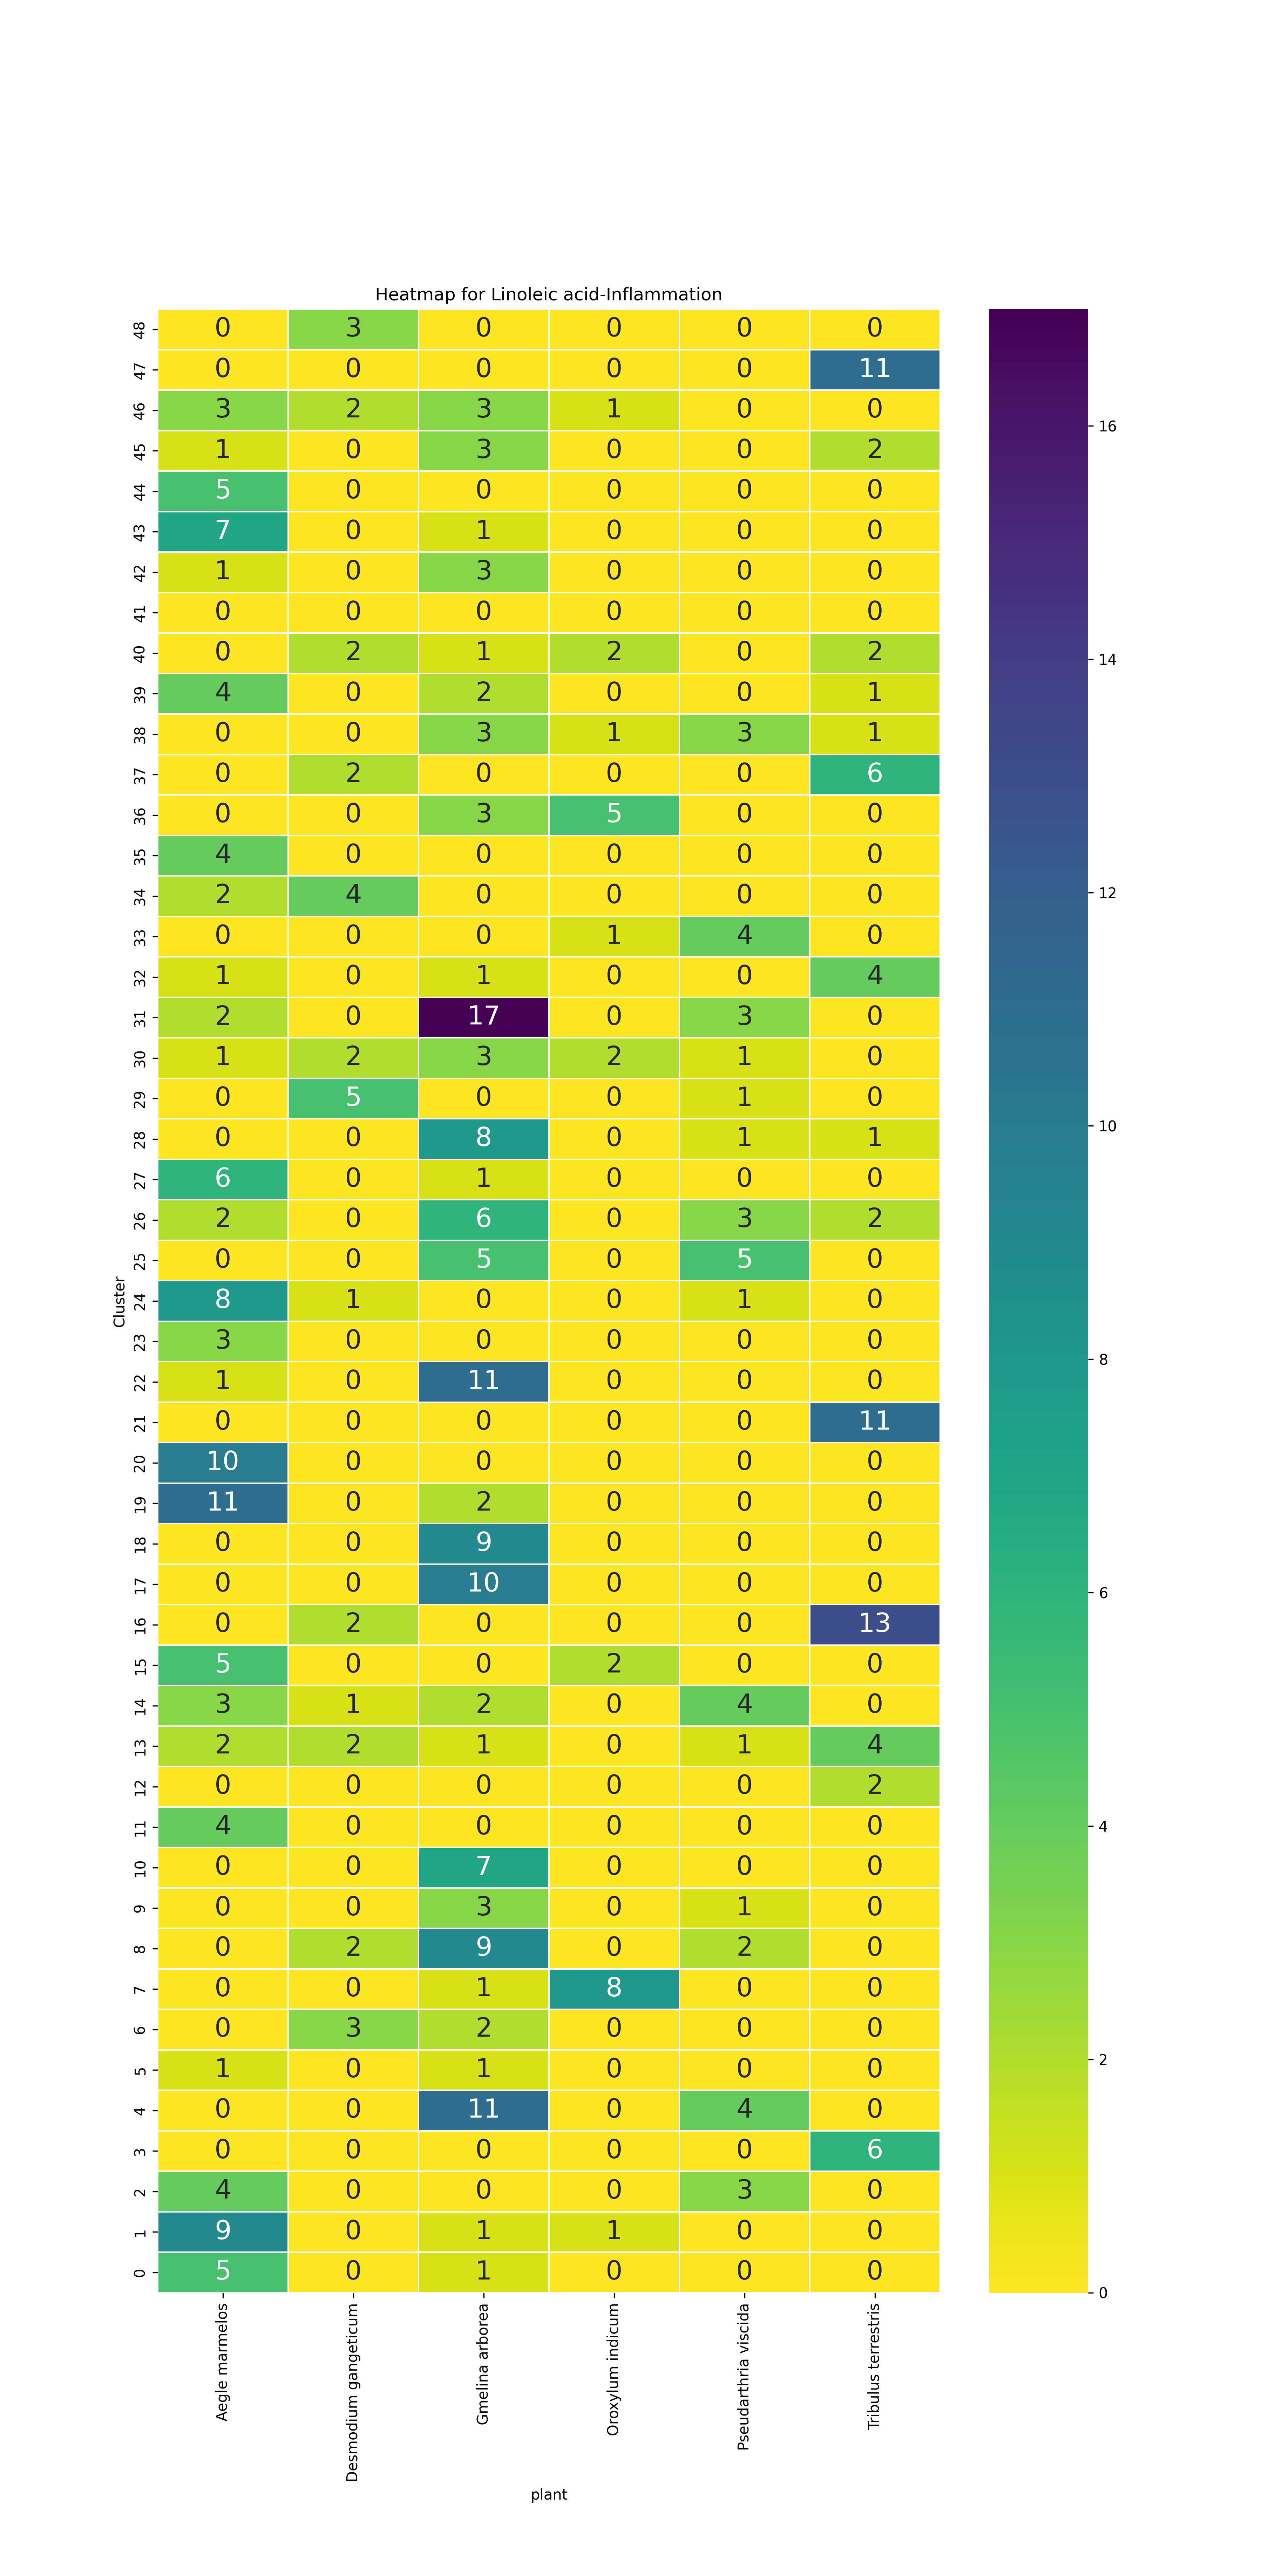 Heatmap for Linoleic acid-Inflammation
48 0 3 0 0 0 0
47 0 0 0 0 0 11
46 3 2 3 1 0 0
45 1 0 3 0 0 2
44 5 0 0 0 0 0
43 7 0 1 0 0 0
42 1 0 3 0 0 0
41 0 0 0 0 0 0
40 0 2 1 2 0 2
39 4 0 2 0 0 1
38 0 0 3 1 3 1
37 0 2 0 0 0 6
36 0 0 3 5 0 0
35 4 0 0 0 0 0
34 2 4 0 0 0 0
33 0 0 0 1 4 0
32 1 0 1 0 0 4
31 2 0 17 0 3 0
30 1 2 3 2 1 0
29 0 5 0 0 1 0
28 0 0 8 0 1 1
27 6 0 1 0 0 0
26 2 0 6 0 3 2
25 0 0 5 0 5 0
24 8 1 0 0 1 0
23 3 0 0 0 0 0
22 1 0 11 0 0 0
21 0 0 0 0 0 11
20 10 0 0 0 0 0
19 11 0 2 0 0 0
18 0 0 9 0 0 0
17 0 0 10 0 0 0
16 0 2 0 0 0 13
15 5 0 0 2 0 0
14 3 1 2 0 4 0
13 2 2 1 0 1 4
12 0 0 0 0 0 2
11 4 0 0 0 0 0
10 0 0 7 0 0 0
9 0 0 3 0 1 0
8 0 2 9 0 2 0
7 0 0 1 8 0 0
6 0 3 2 0 0 0
5 1 0 1 0 0 0
4 0 0 11 0 4 0
3 0 0 0 0 0 6
2 4 0 0 0 3 0
1 9 0 1 1 0 0
0 5 0 1 0 0 0
Cluster
Aegle marmelos
Desmodium gangeticum
Gmelina arborea
Oroxylum indicum
Pseudarthria viscida
Tribulus terrestris
plant
16
14
12
10
8
6
4
2
0